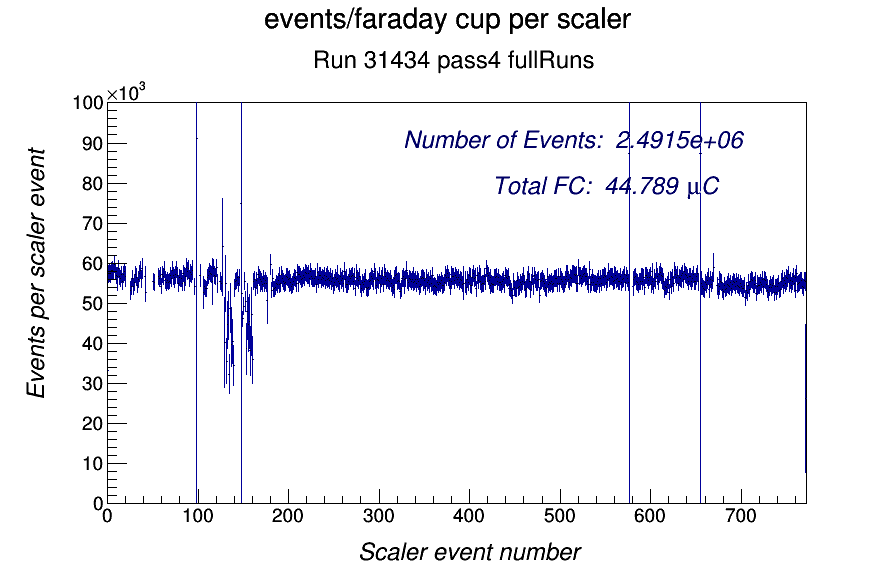 events/faraday cup per scaler
Run 31434 pass4 fullRuns
×10³
100
90
80
70
60
50
40
30
20
10
0
Events per scaler event
Number of Events: 2.4915e+06
Total FC: 44.789 μC
0 100 200 300 400 500 600 700
Scaler event number